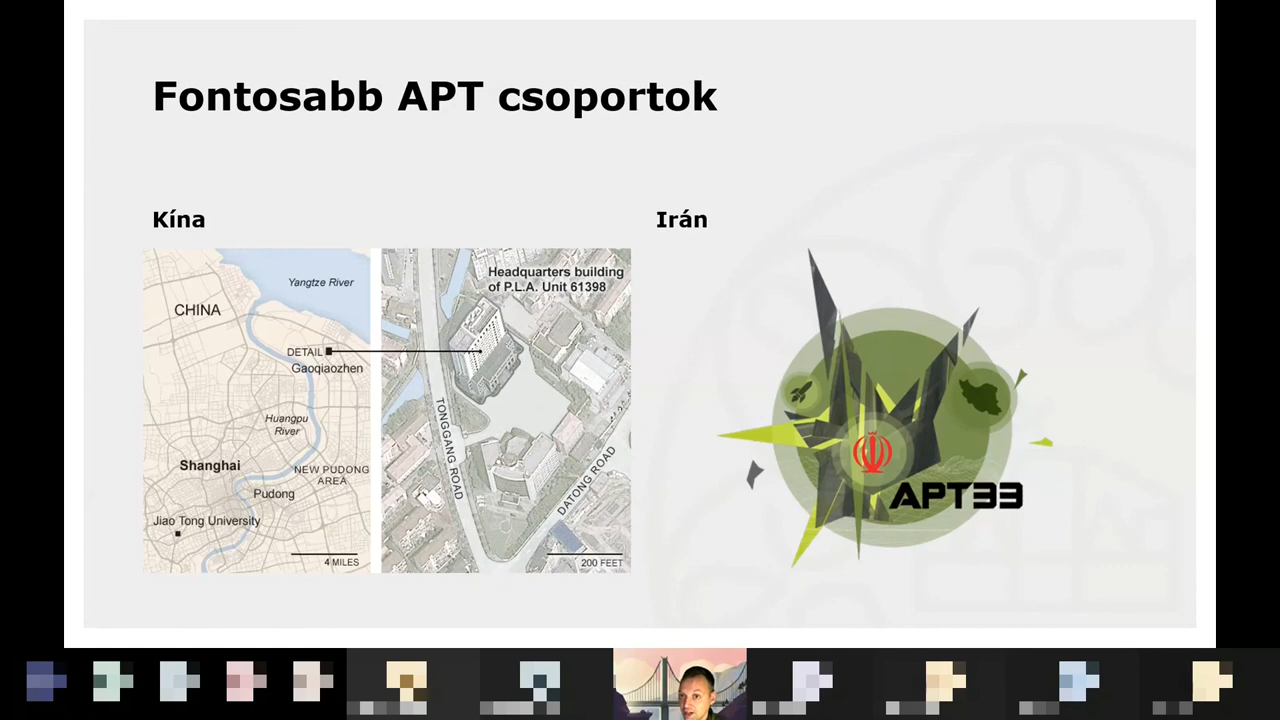 Fontosabb APT csoportok
Kína
Irán
Yangtze River
CHINA
DETAIL
Gaoqiaozhen
Huangpu
River
Shanghai
NEW PUDONG
AREA
Pudong
Jiao Tong University
4 MILES
Headquarters building
of P.L.A. Unit 61398
TONGGANG ROAD
DATONG ROAD
200 FEET
APT33